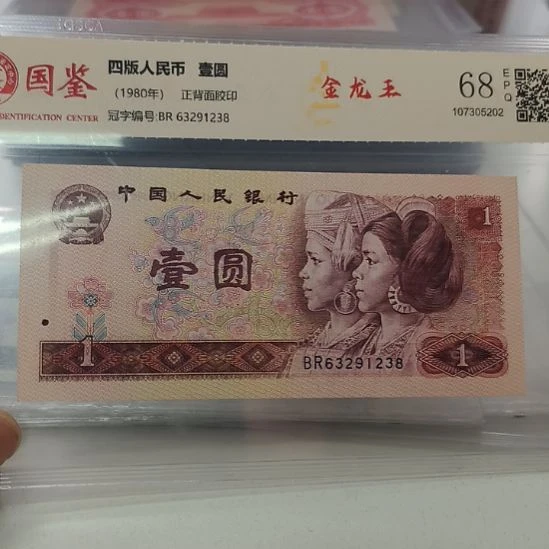 国鉴
IDENTIFICATION CENTER
四版人民币 壹圆
(1980年) 正背面胶印
冠字编号:BR 63291238
金龙王
68
EPQ
107305202
中国人民银行
1
壹圆
1
BR63291238
1